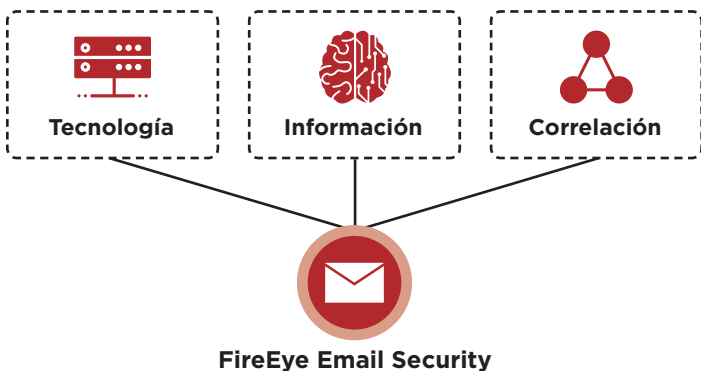 Tecnología
Información
Correlación
FireEye Email Security